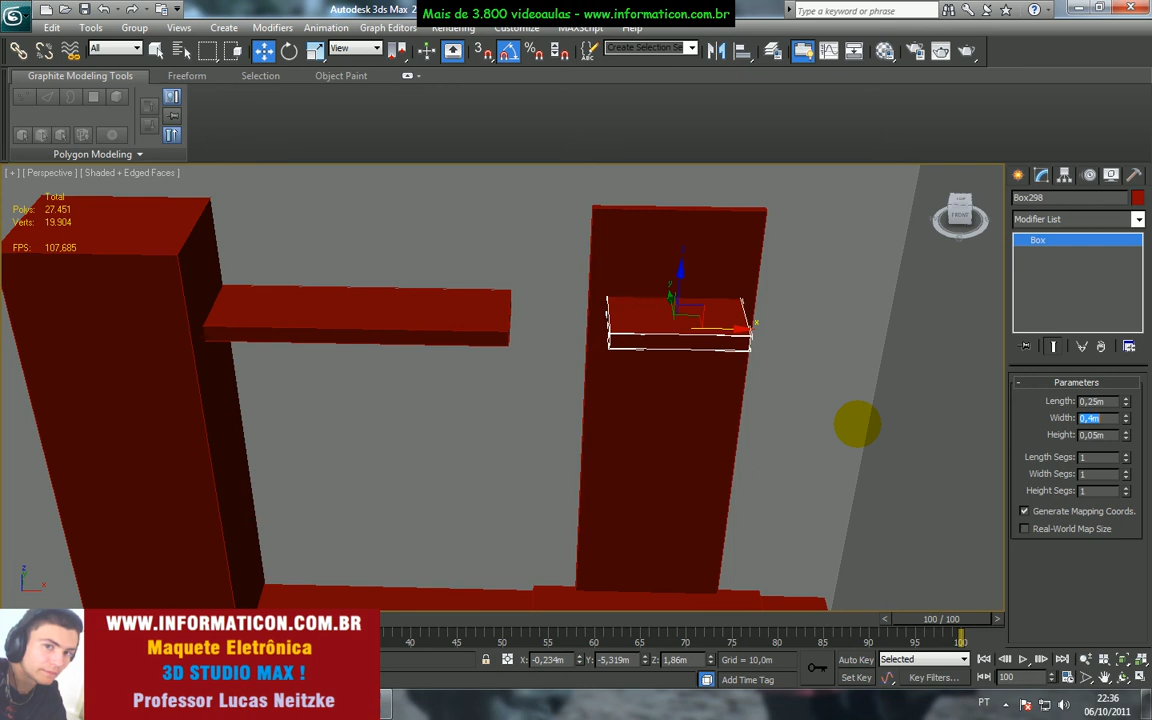 Autodesk 3ds Max 2
Mais de 3.800 videoaulas - www.informaticon.com.br
Type a keyword or phrase
Edit Tools Group Views Create Modifiers Animation Graph Editors Rendering Customize MAXScript Help
All View Create Selection Se
Graphite Modeling Tools Freeform Selection Object Paint
Polygon Modeling
[ + ] [ Perspective ] [ Shaded + Edged Faces ]
Total
Polys: 27.451
Verts: 19.904
FPS: 107,685
FRONT
z
y
x
Box298
Modifier List
Box
Parameters
Length: 0,25m
Width: 0,4m
Height: 0,05m
Length Segs: 1
Width Segs: 1
Height Segs: 1
Generate Mapping Coords.
Real-World Map Size
100 / 100
40 45 50 55 60 65 70 75 80 85 90 95 100
X: -0,234m Y: -5,319m Z: 1,86m Grid = 10,0m
Auto Key Selected
Add Time Tag Set Key Key Filters... 100
WWW.INFORMATICON.COM.BR
Maquete Eletrônica
3D STUDIO MAX !
Professor Lucas Neitzke
PT 22:36
06/10/2011